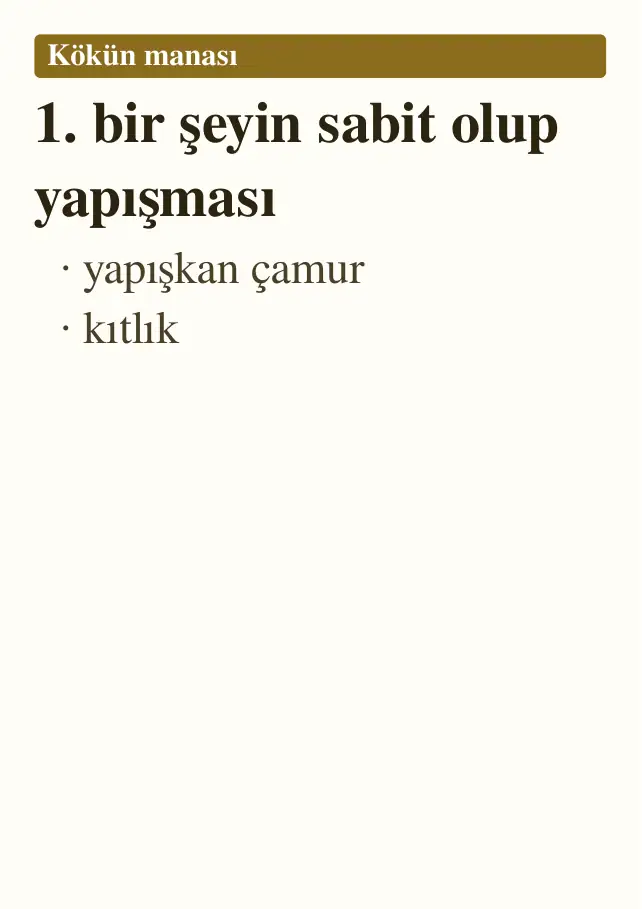 Kökün manası
1. bir şeyin sabit olup
yapışması
· yapışkan çamur
· kıtlık